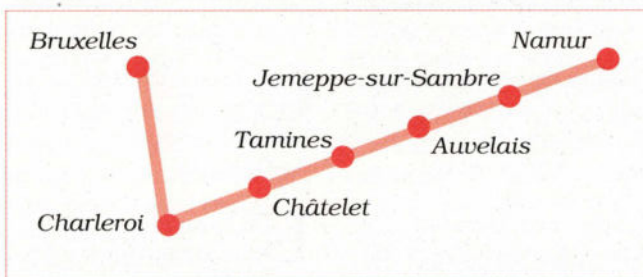 Bruxelles
Namur
Jemeppe-sur-Sambre
Tamines
Auvelais
Châtelet
Charleroi